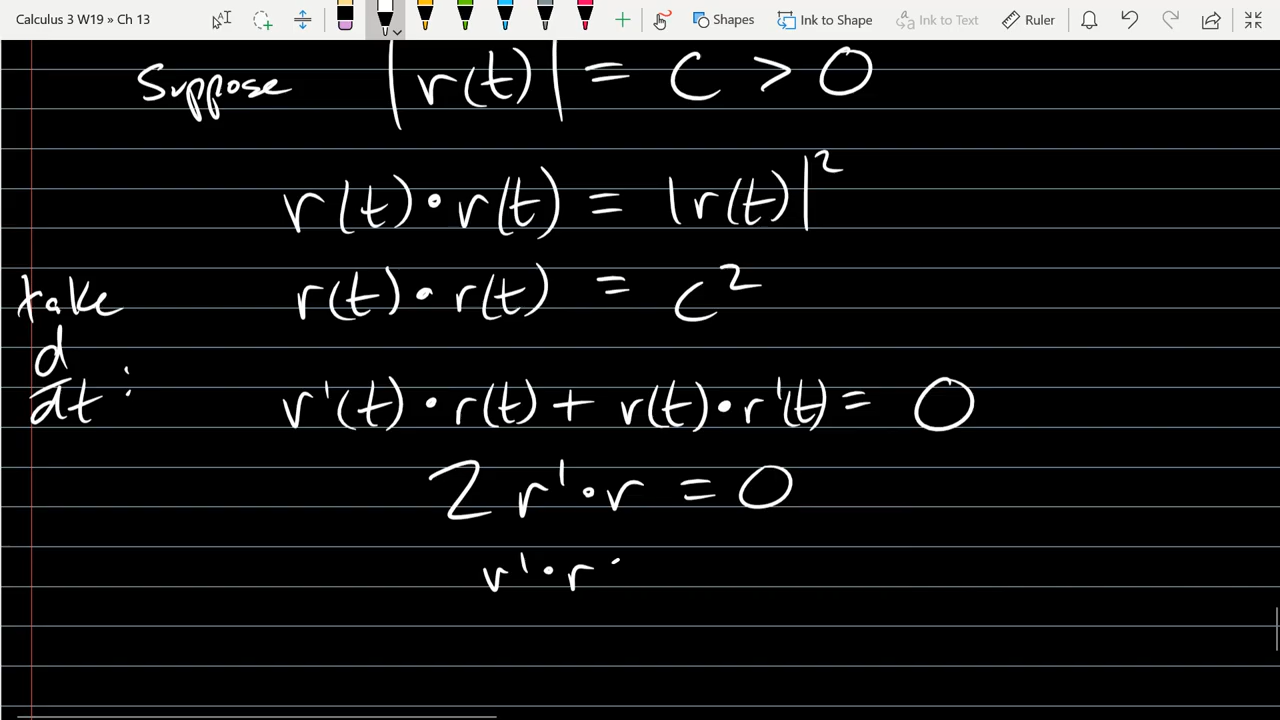 Calculus 3 W19 » Ch 13
Shapes
Ink to Shape
Ink to Text
Ruler
Suppose |r(t)| = c > 0
r(t) • r(t) = |r(t)|²
take
r(t) • r(t) = c²
d
dt :
r'(t) • r(t) + r(t) • r'(t) = 0
2 r' • r = 0
r' • r